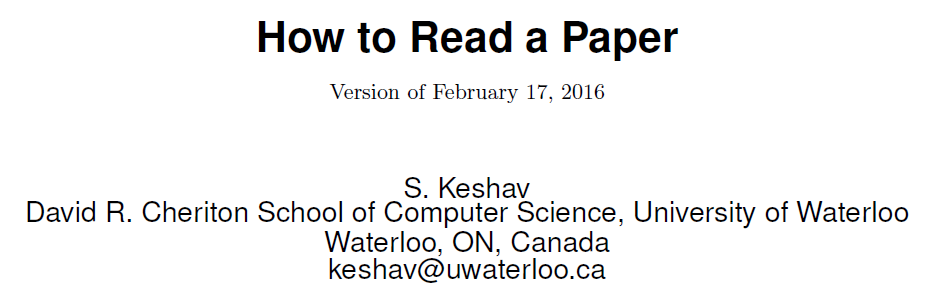 How to Read a Paper
Version of February 17, 2016
S. Keshav
David R. Cheriton School of Computer Science, University of Waterloo
Waterloo, ON, Canada
keshav@uwaterloo.ca